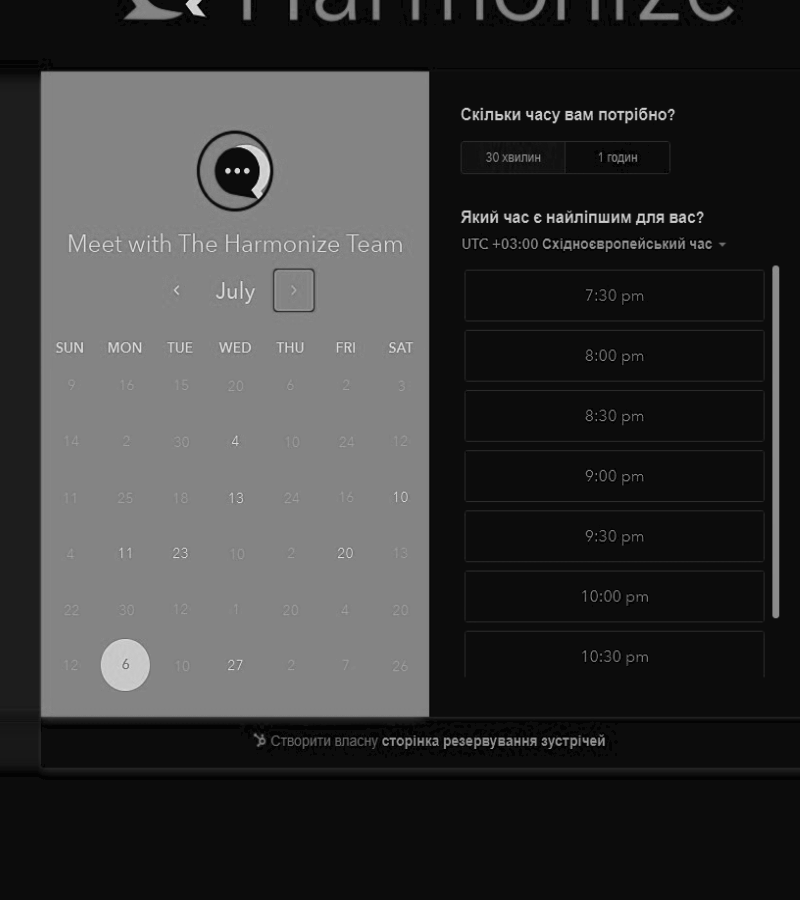 Harmonize
Meet with The Harmonize Team
July
SUN MON TUE WED THU FRI SAT
9 16 15 20 6 2 3
14 2 30 4 10 24 12
11 25 18 13 24 16 10
4 11 23 10 2 20 13
22 30 12 1 20 4 20
12 6 10 27 2 7 26
Скільки часу вам потрібно?
30 хвилин 1 годин
Який час є найліпшим для вас?
UTC +03:00 Східноєвропейський час
7:30 pm
8:00 pm
8:30 pm
9:00 pm
9:30 pm
10:00 pm
10:30 pm
Створити власну сторінка резервування зустрічей